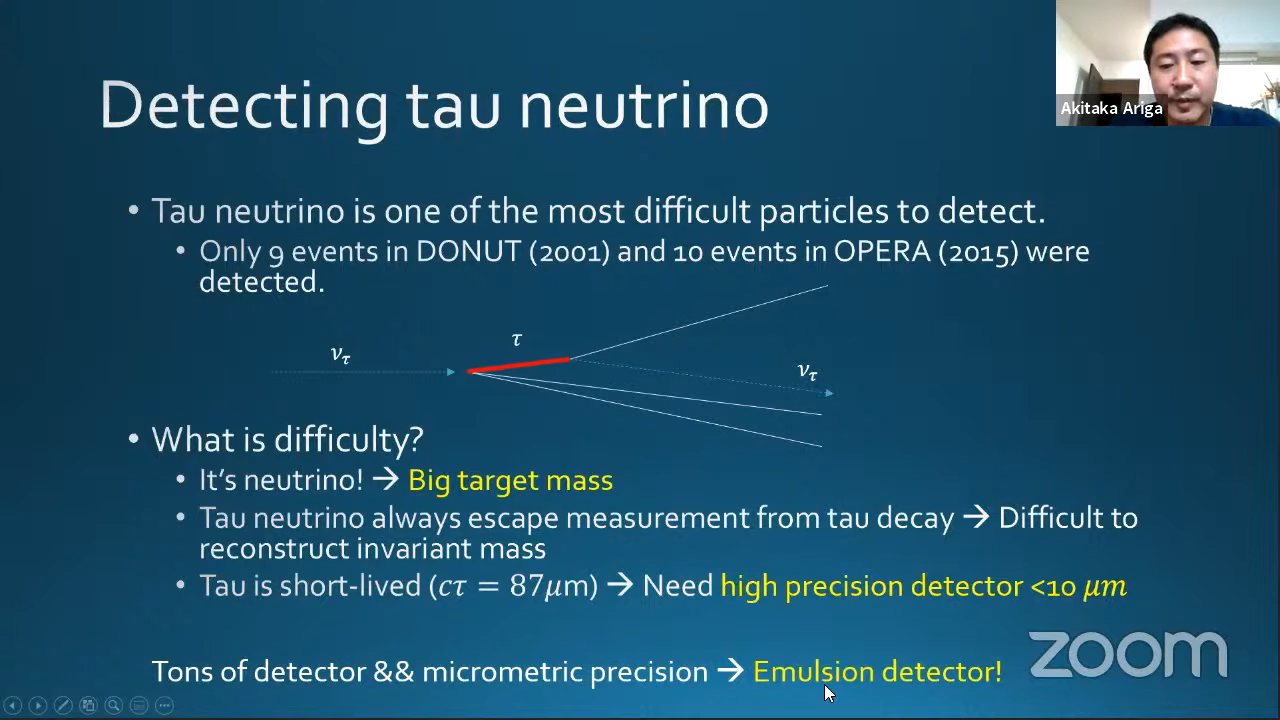 Akitaka Ariga
Detecting tau neutrino
• Tau neutrino is one of the most difficult particles to detect.
• Only 9 events in DONUT (2001) and 10 events in OPERA (2015) were
detected.
τ
ντ
ντ
• What is difficulty?
• It's neutrino! → Big target mass
• Tau neutrino always escape measurement from tau decay → Difficult to
reconstruct invariant mass
• Tau is short-lived (cτ = 87μm) → Need high precision detector <10 μm
Tons of detector && micrometric precision → Emulsion detector!
zoom